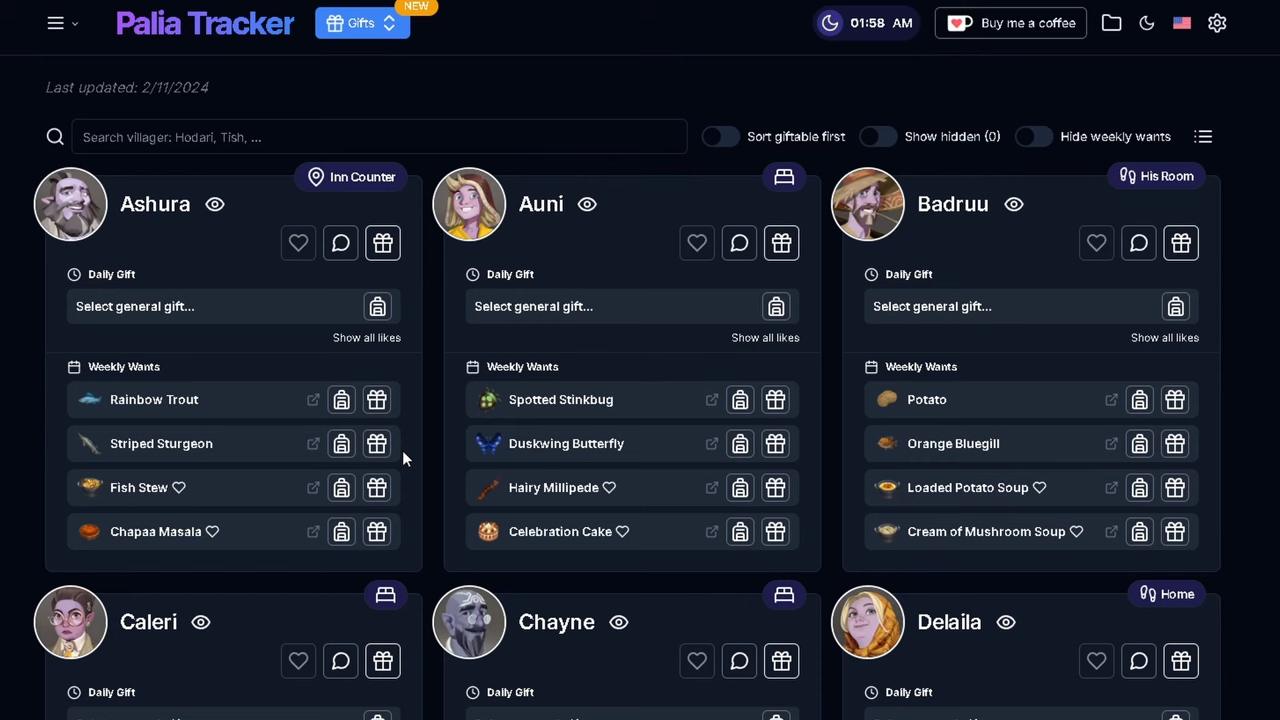 NEW
Palia Tracker Gifts 01:58 AM Buy me a coffee
Last updated: 2/11/2024
Search villager: Hodari, Tish, ... Sort giftable first Show hidden (0) Hide weekly wants
Inn Counter
Ashura
Daily Gift
Select general gift...
Show all likes
Weekly Wants
Rainbow Trout
Striped Sturgeon
Fish Stew
Chapaa Masala
Auni
Daily Gift
Select general gift...
Show all likes
Weekly Wants
Spotted Stinkbug
Duskwing Butterfly
Hairy Millipede
Celebration Cake
His Room
Badruu
Daily Gift
Select general gift...
Show all likes
Weekly Wants
Potato
Orange Bluegill
Loaded Potato Soup
Cream of Mushroom Soup
Caleri
Daily Gift
Chayne
Daily Gift
Home
Delaila
Daily Gift